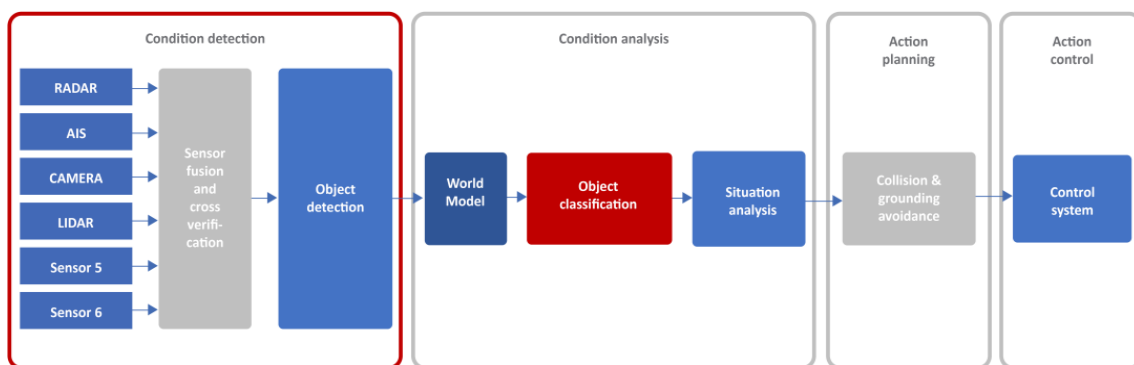 Condition detection
RADAR
AIS
CAMERA
LIDAR
Sensor 5
Sensor 6
Sensor
fusion
and
cross
verifi-
cation
Object
detection
Condition analysis
World
Model
Object
classification
Situation
analysis
Action
planning
Collision &
grounding
avoidance
Action
control
Control
system